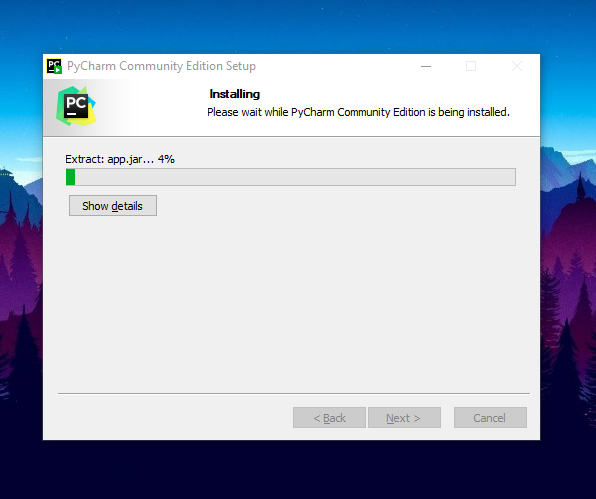 PC
PyCharm Community Edition Setup
PC
Installing
Please wait while PyCharm Community Edition is being installed.
Extract: app.jar... 4%
Show details
< Back
Next >
Cancel